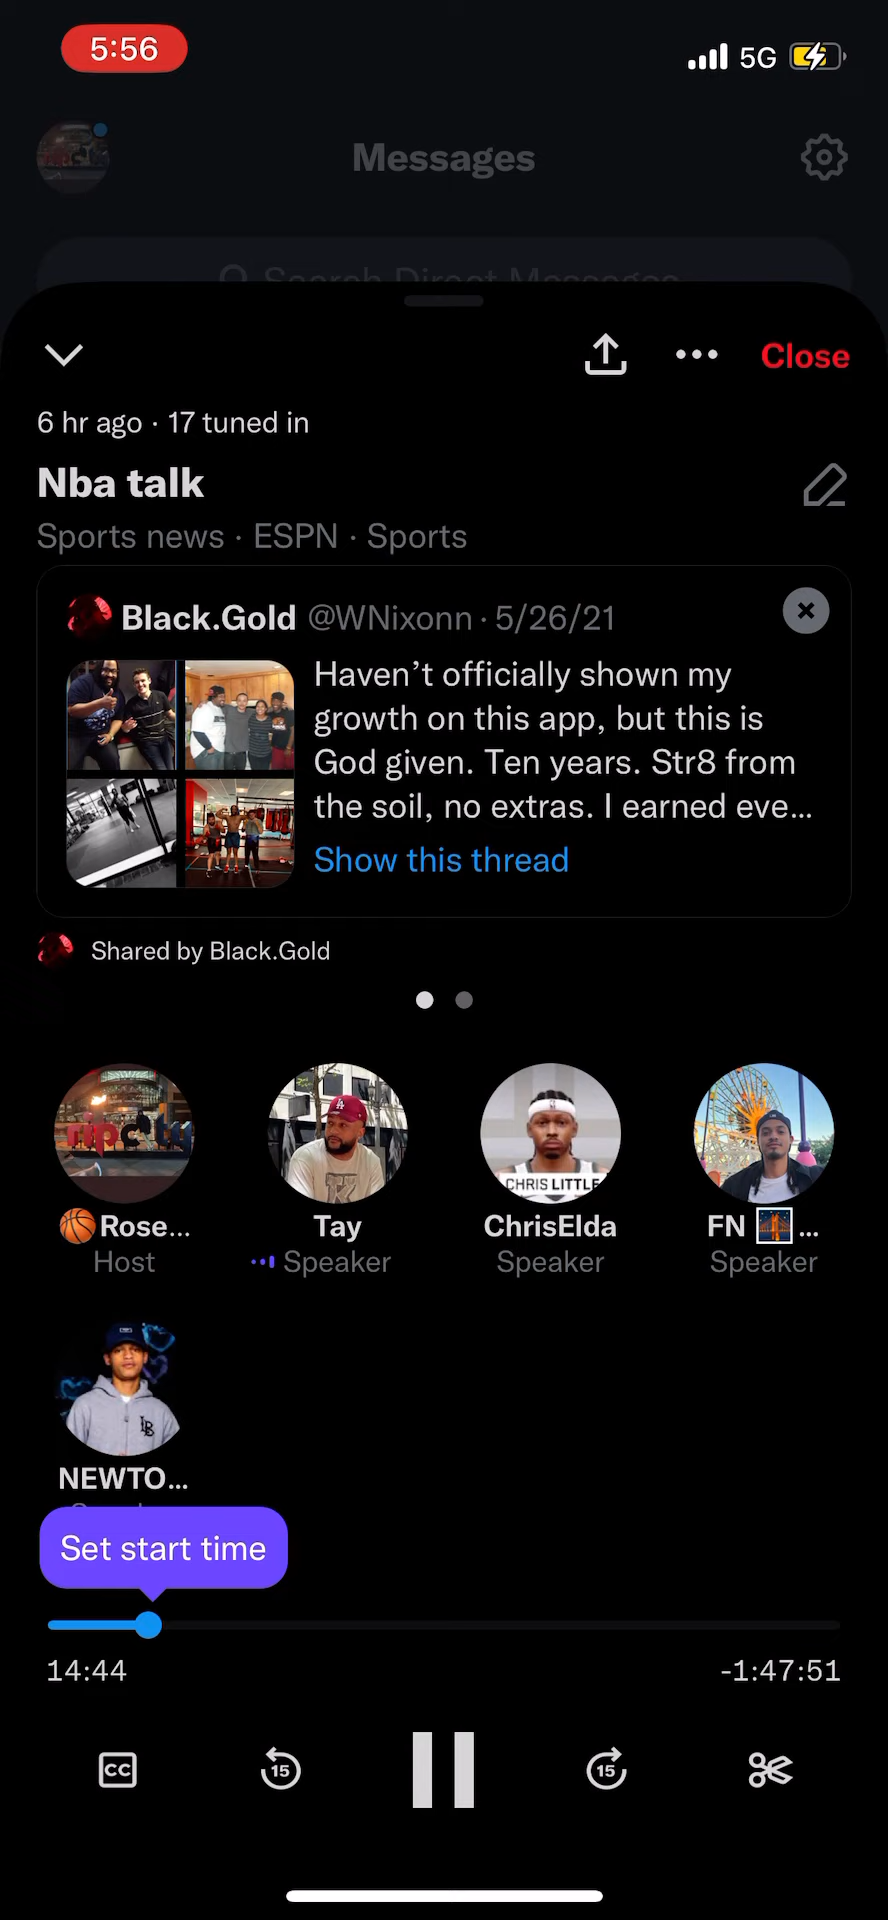 5:56
5G
Messages
Search Direct Messages
Close
6 hr ago · 17 tuned in
Nba talk
Sports news · ESPN · Sports
Black.Gold @WNixonn · 5/26/21
Haven’t officially shown my
growth on this app, but this is
God given. Ten years. Str8 from
the soil, no extras. I earned eve...
Show this thread
Shared by Black.Gold
ripcity
CHRIS LITTLE
Rose...
Tay
ChrisElda
FN ...
Host
Speaker
Speaker
Speaker
NEWTO...
Set start time
14:44
-1:47:51
CC
15
15